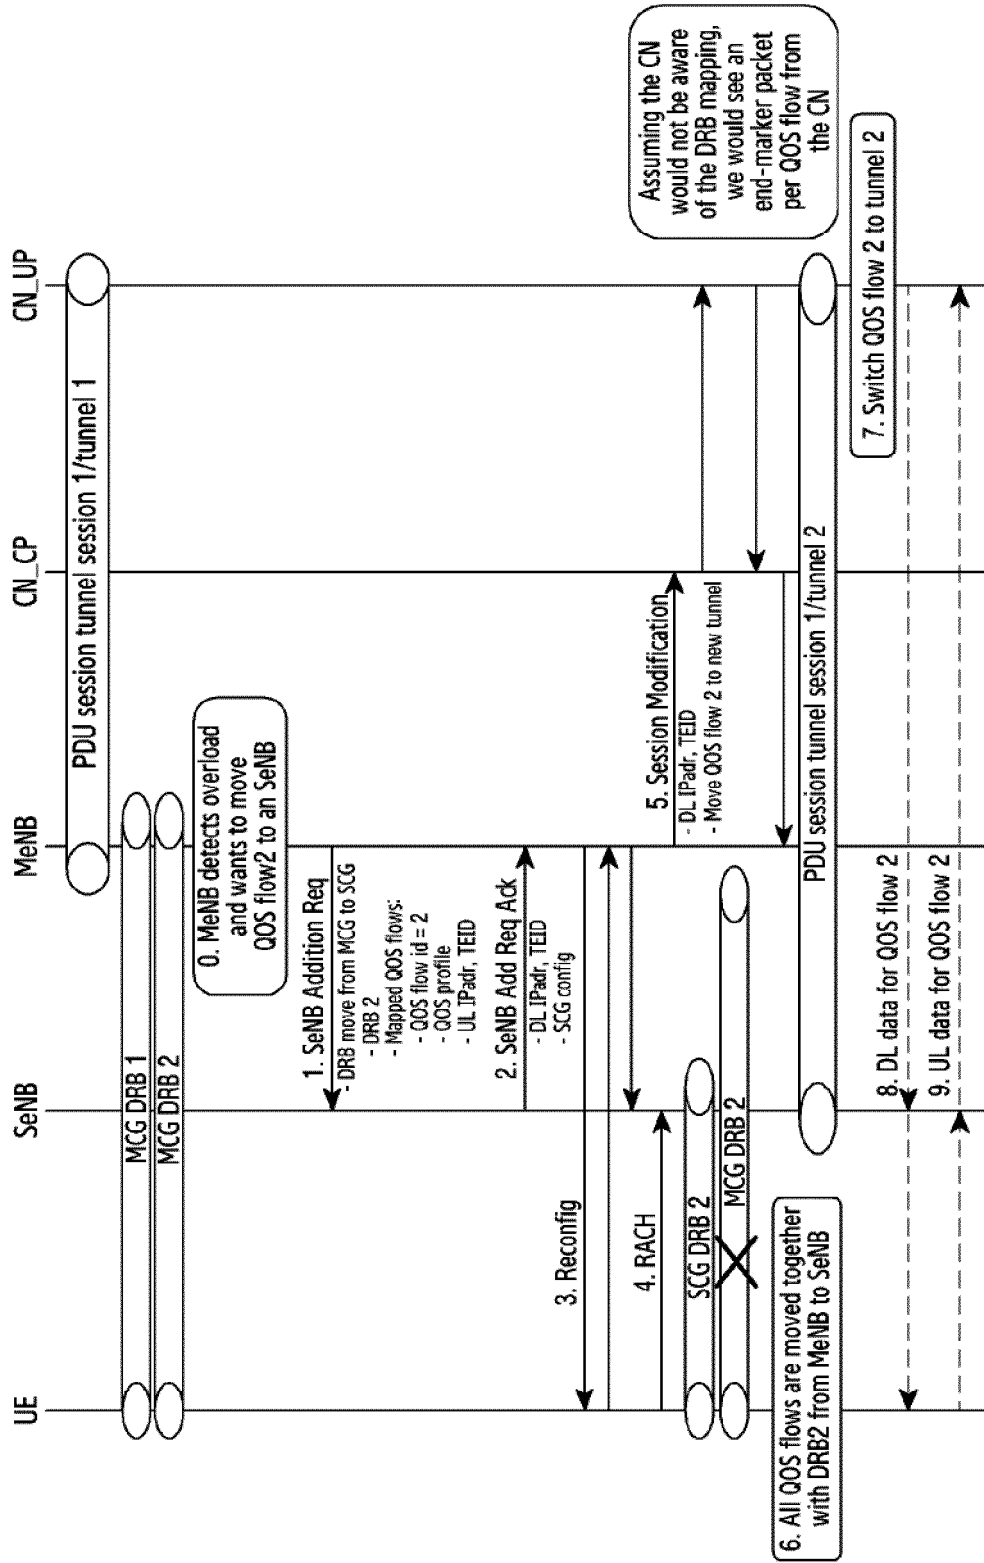 UE
SeNB
MeNB
CN_CP
CN_UP
PDU session tunnel session 1/tunnel 1
MCG DRB 1
MCG DRB 2
0. MeNB detects overload
and wants to move
QOS flow2 to an SeNB
1. SeNB Addition Req
- DRB move from MCG to SCG
- DRB 2
- Mapped QOS flows:
- QOS flow id = 2
- QOS profile
- UL IPadr, TEID
2. SeNB Add Req Ack
- DL IPadr, TEID
- SCG config
3. Reconfig
4. RACH
5. Session Modification
- DL IPadr, TEID
- Move QOS flow 2 to new tunnel
SCG DRB 2
MCG DRB 2
6. All QOS flows are moved together
with DRB2 from MeNB to SeNB
PDU session tunnel session 1/tunnel 2
Assuming the CN
would not be aware
of the DRB mapping,
we would see an
end-marker packet
per QOS flow from
the CN
7. Switch QOS flow 2 to tunnel 2
8. DL data for QOS flow 2
9. UL data for QOS flow 2